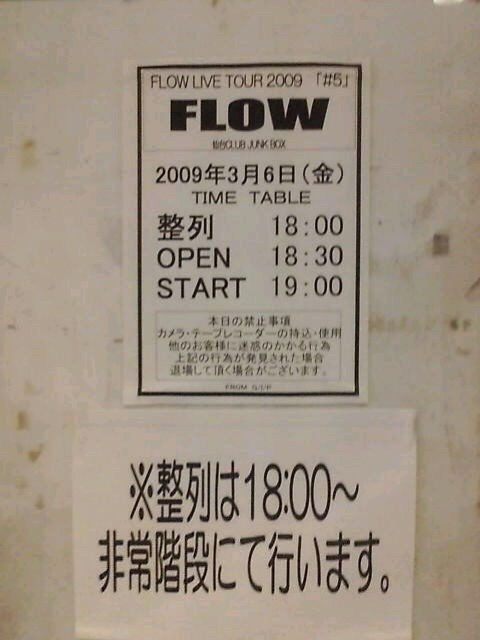 FLOW LIVE TOUR 2009 「#5」
FLOW
仙台CLUB JUNK BOX
2009年3月6日(金)
TIME TABLE
整列 18:00
OPEN 18:30
START 19:00
本日の禁止事項
カメラ・テープレコーダーの持込・使用
他のお客様に迷惑のかかる行為
上記の行為が発見された場合
退場して頂く場合がございます。
FROM G/I/P
※整列は18:00～
非常階段にて行います。